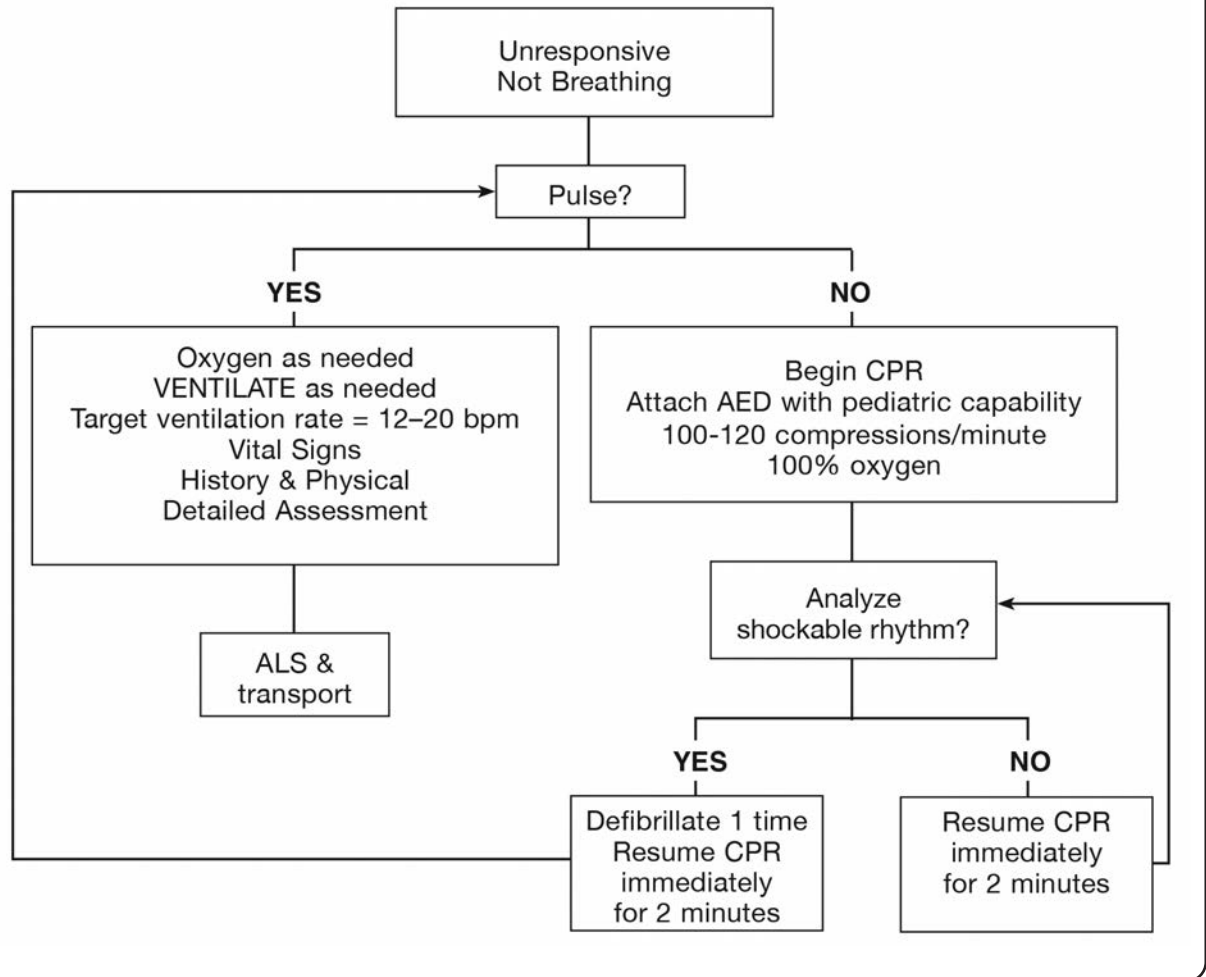 Unresponsive
Not Breathing
Pulse?
YES
NO
Oxygen as needed
VENTILATE as needed
Target ventilation rate = 12–20 bpm
Vital Signs
History & Physical
Detailed Assessment
Begin CPR
Attach AED with pediatric capability
100-120 compressions/minute
100% oxygen
ALS &
transport
Analyze
shockable rhythm?
YES
NO
Defibrillate 1 time
Resume CPR
immediately
for 2 minutes
Resume CPR
immediately
for 2 minutes